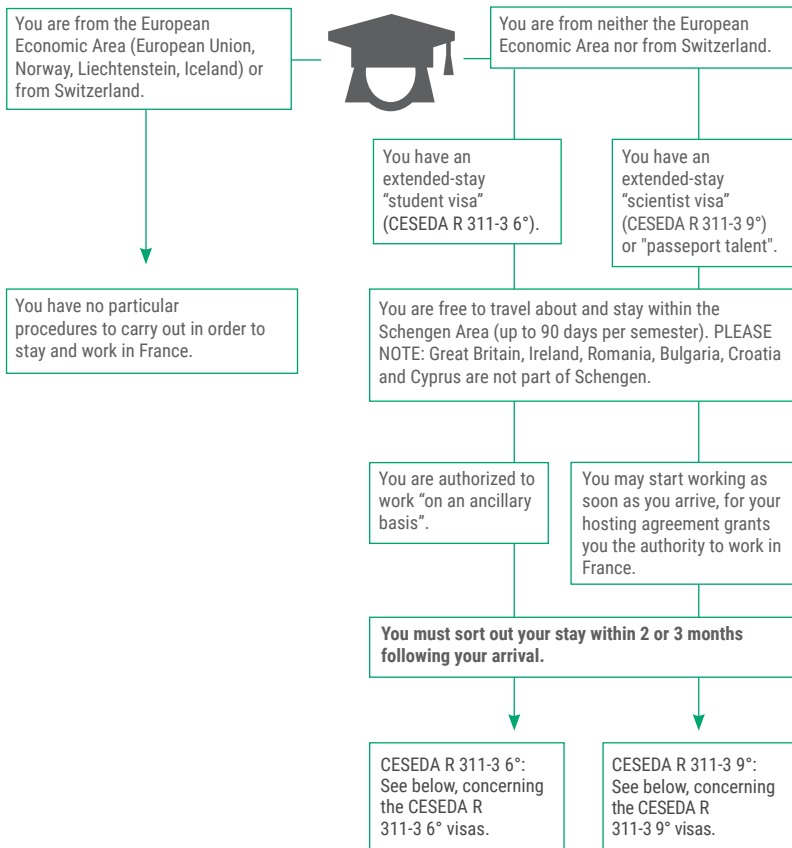 You are from the European
Economic Area (European Union,
Norway, Liechtenstein, Iceland) or
from Switzerland.
You are from neither the European
Economic Area nor from Switzerland.
You have an
extended-stay
“student visa”
(CESEDA R 311-3 6°).
You have an
extended-stay
“scientist visa”
(CESEDA R 311-3 9°)
or "passeport talent".
You have no particular
procedures to carry out in order to
stay and work in France.
You are free to travel about and stay within the
Schengen Area (up to 90 days per semester). PLEASE
NOTE: Great Britain, Ireland, Romania, Bulgaria, Croatia
and Cyprus are not part of Schengen.
You are authorized to
work “on an ancillary
basis”.
You may start working as
soon as you arrive, for your
hosting agreement grants
you the authority to work in
France.
You must sort out your stay within 2 or 3 months
following your arrival.
CESEDA R 311-3 6°:
See below, concerning
the CESEDA R
311-3 6° visas.
CESEDA R 311-3 9°:
See below, concerning
the CESEDA R
311-3 9° visas.